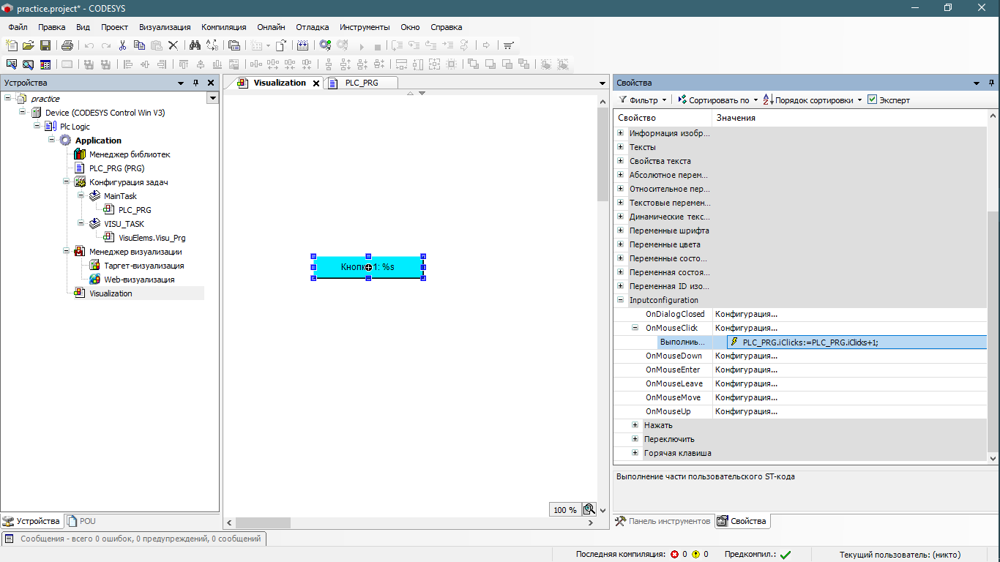 practice.project* - CODESYS
Файл Правка Вид Проект Визуализация Компиляция Онлайн Отладка Инструменты Окно Справка
Устройства
practice
Device (CODESYS Control Win V3)
Plc Logic
Application
Менеджер библиотек
PLC_PRG (PRG)
Конфигурация задач
MainTask
PLC_PRG
VISU_TASK
VisuElems.Visu_Prg
Менеджер визуализации
Таргет-визуализация
Web-визуализация
Visualization
Устройства POU
Visualization PLC_PRG
1: %s
100 %
Свойства
Фильтр Сортировать по Порядок сортировки Эксперт
Свойство Значения
Информация изобр...
Тексты
Свойства текста
Абсолютное перем...
Относительное пер...
Текстовые перемен...
Динамические текс...
Переменные шрифта
Переменные цвета
Переменные состо...
Переменная состоя...
Переменная ID изо...
Inputconfiguration
OnDialogClosed Конфигурация...
OnMouseClick Конфигурация...
Выполниь... PLC_PRG.iClicks:=PLC_PRG.iClicks+1;
OnMouseDown Конфигурация...
OnMouseEnter Конфигурация...
OnMouseLeave Конфигурация...
OnMouseMove Конфигурация...
OnMouseUp Конфигурация...
Нажать
Переключить
Горячая клавиша
Выполнение части пользовательского ST-кода
Панель инструментов Свойства
Сообщения - всего 0 ошибок, 0 предупреждений, 0 сообщений
Последняя компиляция: 0 0 Предкомпил.: Текущий пользователь: (никто)